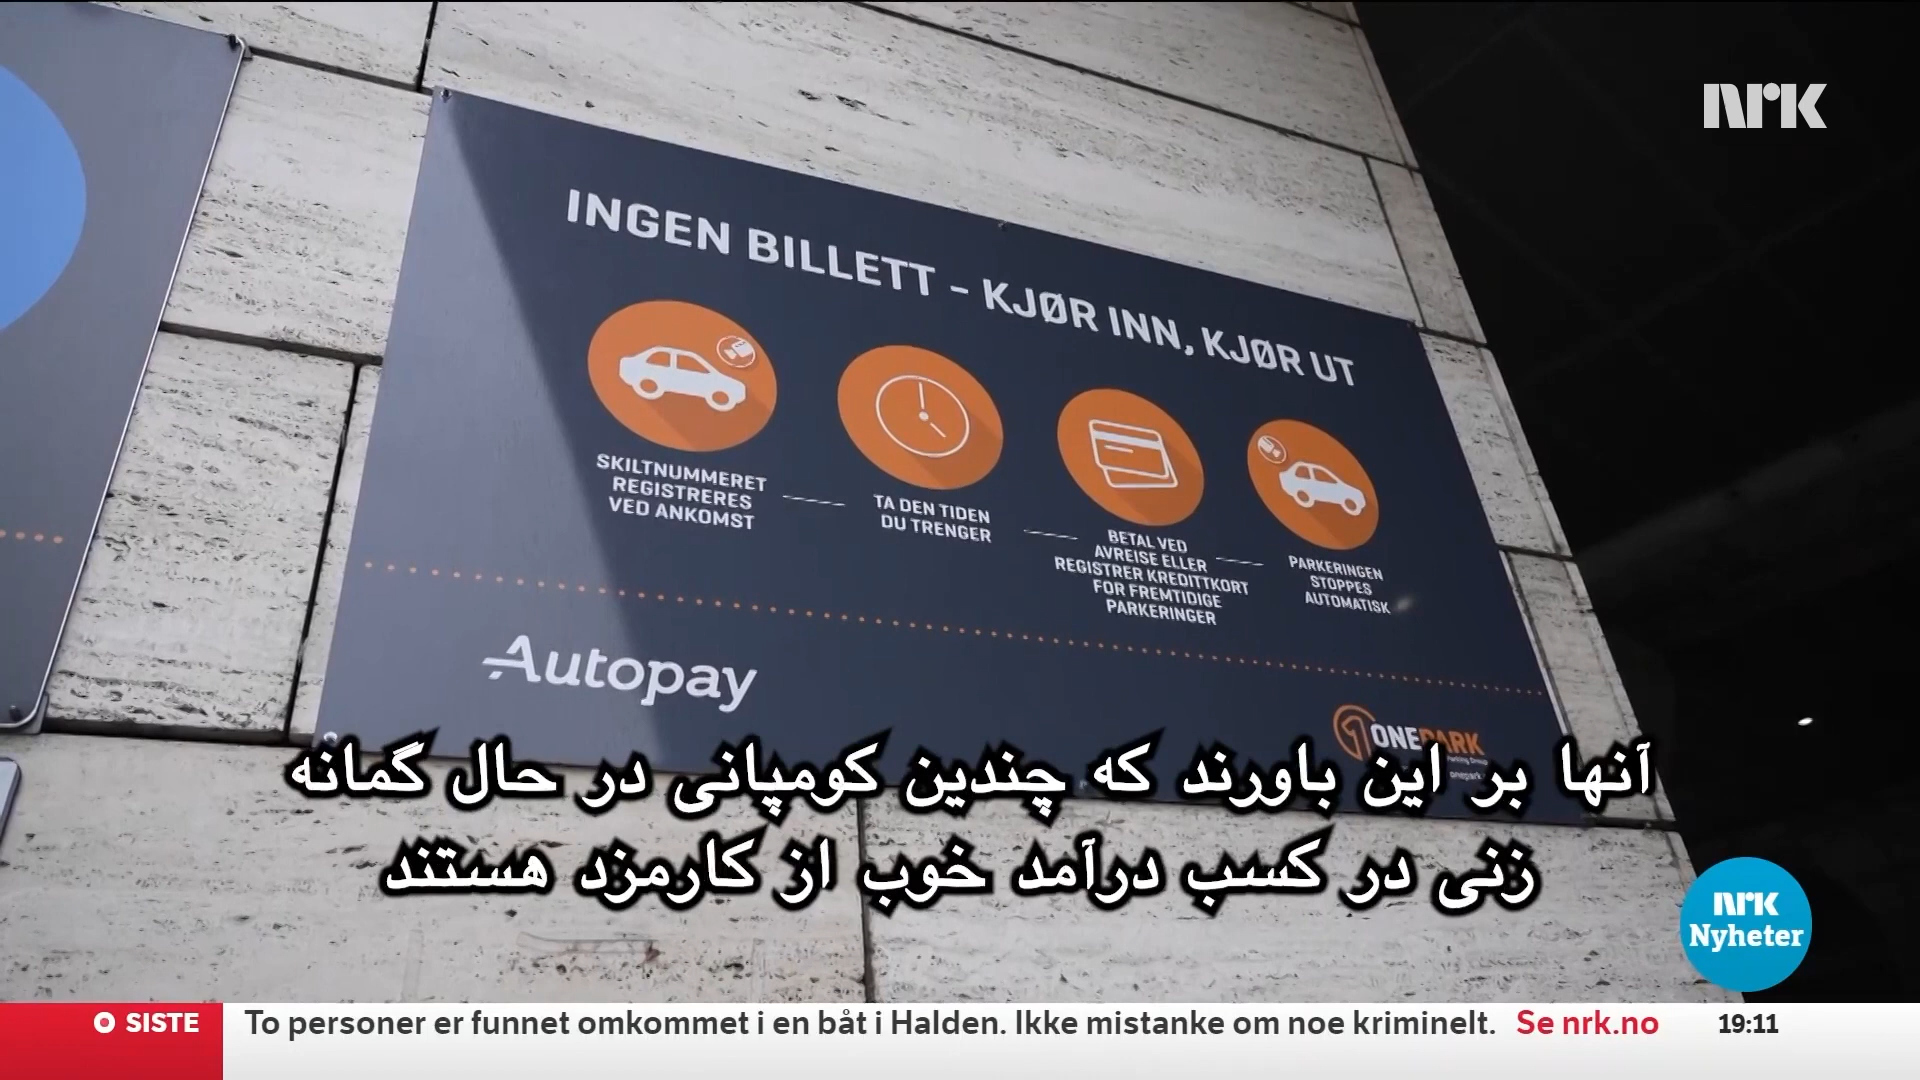 nrk
INGEN BILLETT - KJØR INN, KJØR UT
SKILTNUMMERET
REGISTRERES
VED ANKOMST
TA DEN TIDEN
DU TRENGER
BETAL VED
AVREISE ELLER
REGISTRER KREDITTKORT
FOR FREMTIDIGE
PARKERINGER
PARKERINGEN
STOPPES
AUTOMATISK
Autopay
ONEPARK
آنها بر این باورند که چندین کومپانی در حال گمانه
زنی در کسب درآمد خوب از کارمزد هستند
nrk
Nyheter
SISTE To personer er funnet omkommet i en båt i Halden. Ikke mistanke om noe kriminelt. Se nrk.no 19:11